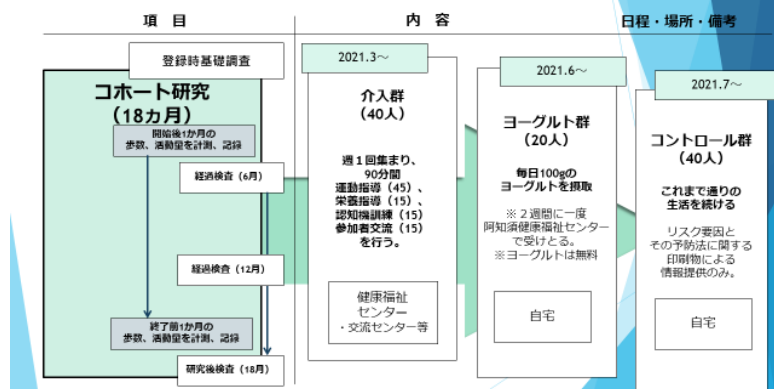 項　目
内　容
日程・場所・備考
登録時基礎調査
コホート研究
（18カ月）
開始後1か月の
歩数、活動量を計測、記録
経過検査（6月）
経過検査（12月）
終了前1か月の
歩数、活動量を計測、記録
研究後検査（18月）
2021.3～
介入群
（40人）
週１回集まり、
90分間
運動指導（45）、
栄養指導（15）、
認知機訓練（15）
参加者交流（15）
を行う。
健康福祉
センター
・交流センター等
2021.6～
ヨーグルト群
（20人）
毎日100gの
ヨーグルトを摂取
※２週間に一度
阿知須健康福祉センター
で受けとる。
※ヨーグルトは無料
自宅
2021.7～
コントロール群
（40人）
これまで通りの
生活を続ける
リスク要因と
その予防法に関する
印刷物による
情報提供のみ。
自宅